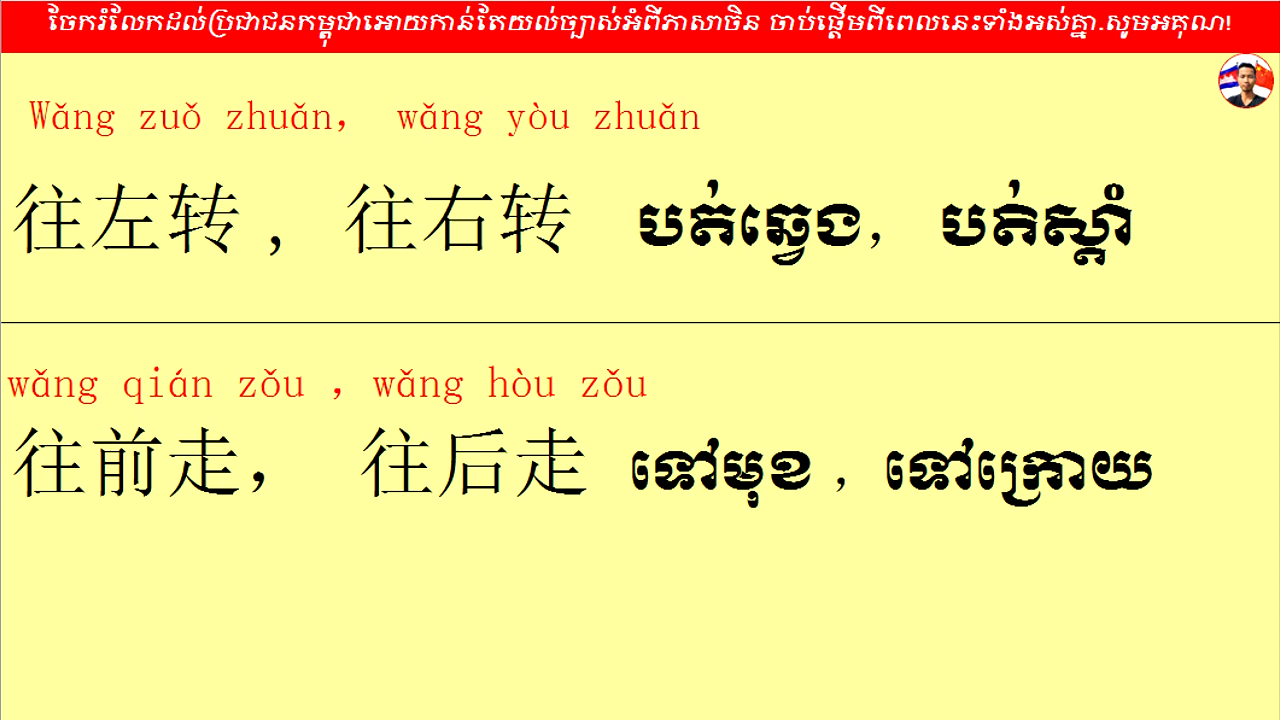 ចែករំលែកដល់ប្រជាជនកម្ពុជាអោយកាន់តែយល់ច្បាស់អំពីភាសាចិន ចាប់ផ្ដើមពីពេលនេះទាំងអស់គ្នា.សូមអគុណ!
Wǎng zuǒ zhuǎn， wǎng yòu zhuǎn
往左转 , 往右转 បត់ឆ្វេង, បត់ស្ដាំ
wǎng qián zǒu ，wǎng hòu zǒu
往前走， 往后走 ទៅមុខ , ទៅក្រោយ